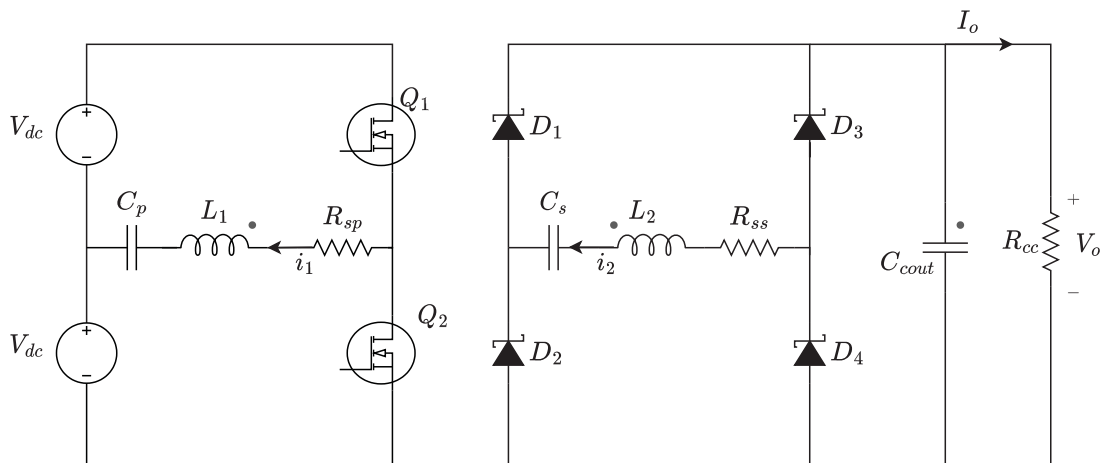 I_o
Q_1
V_dc
D_1
D_3
C_p
L_1
R_sp
C_s
L_2
R_ss
+
i_1
i_2
C_cout
R_cc
V_o
−
Q_2
V_dc
D_2
D_4